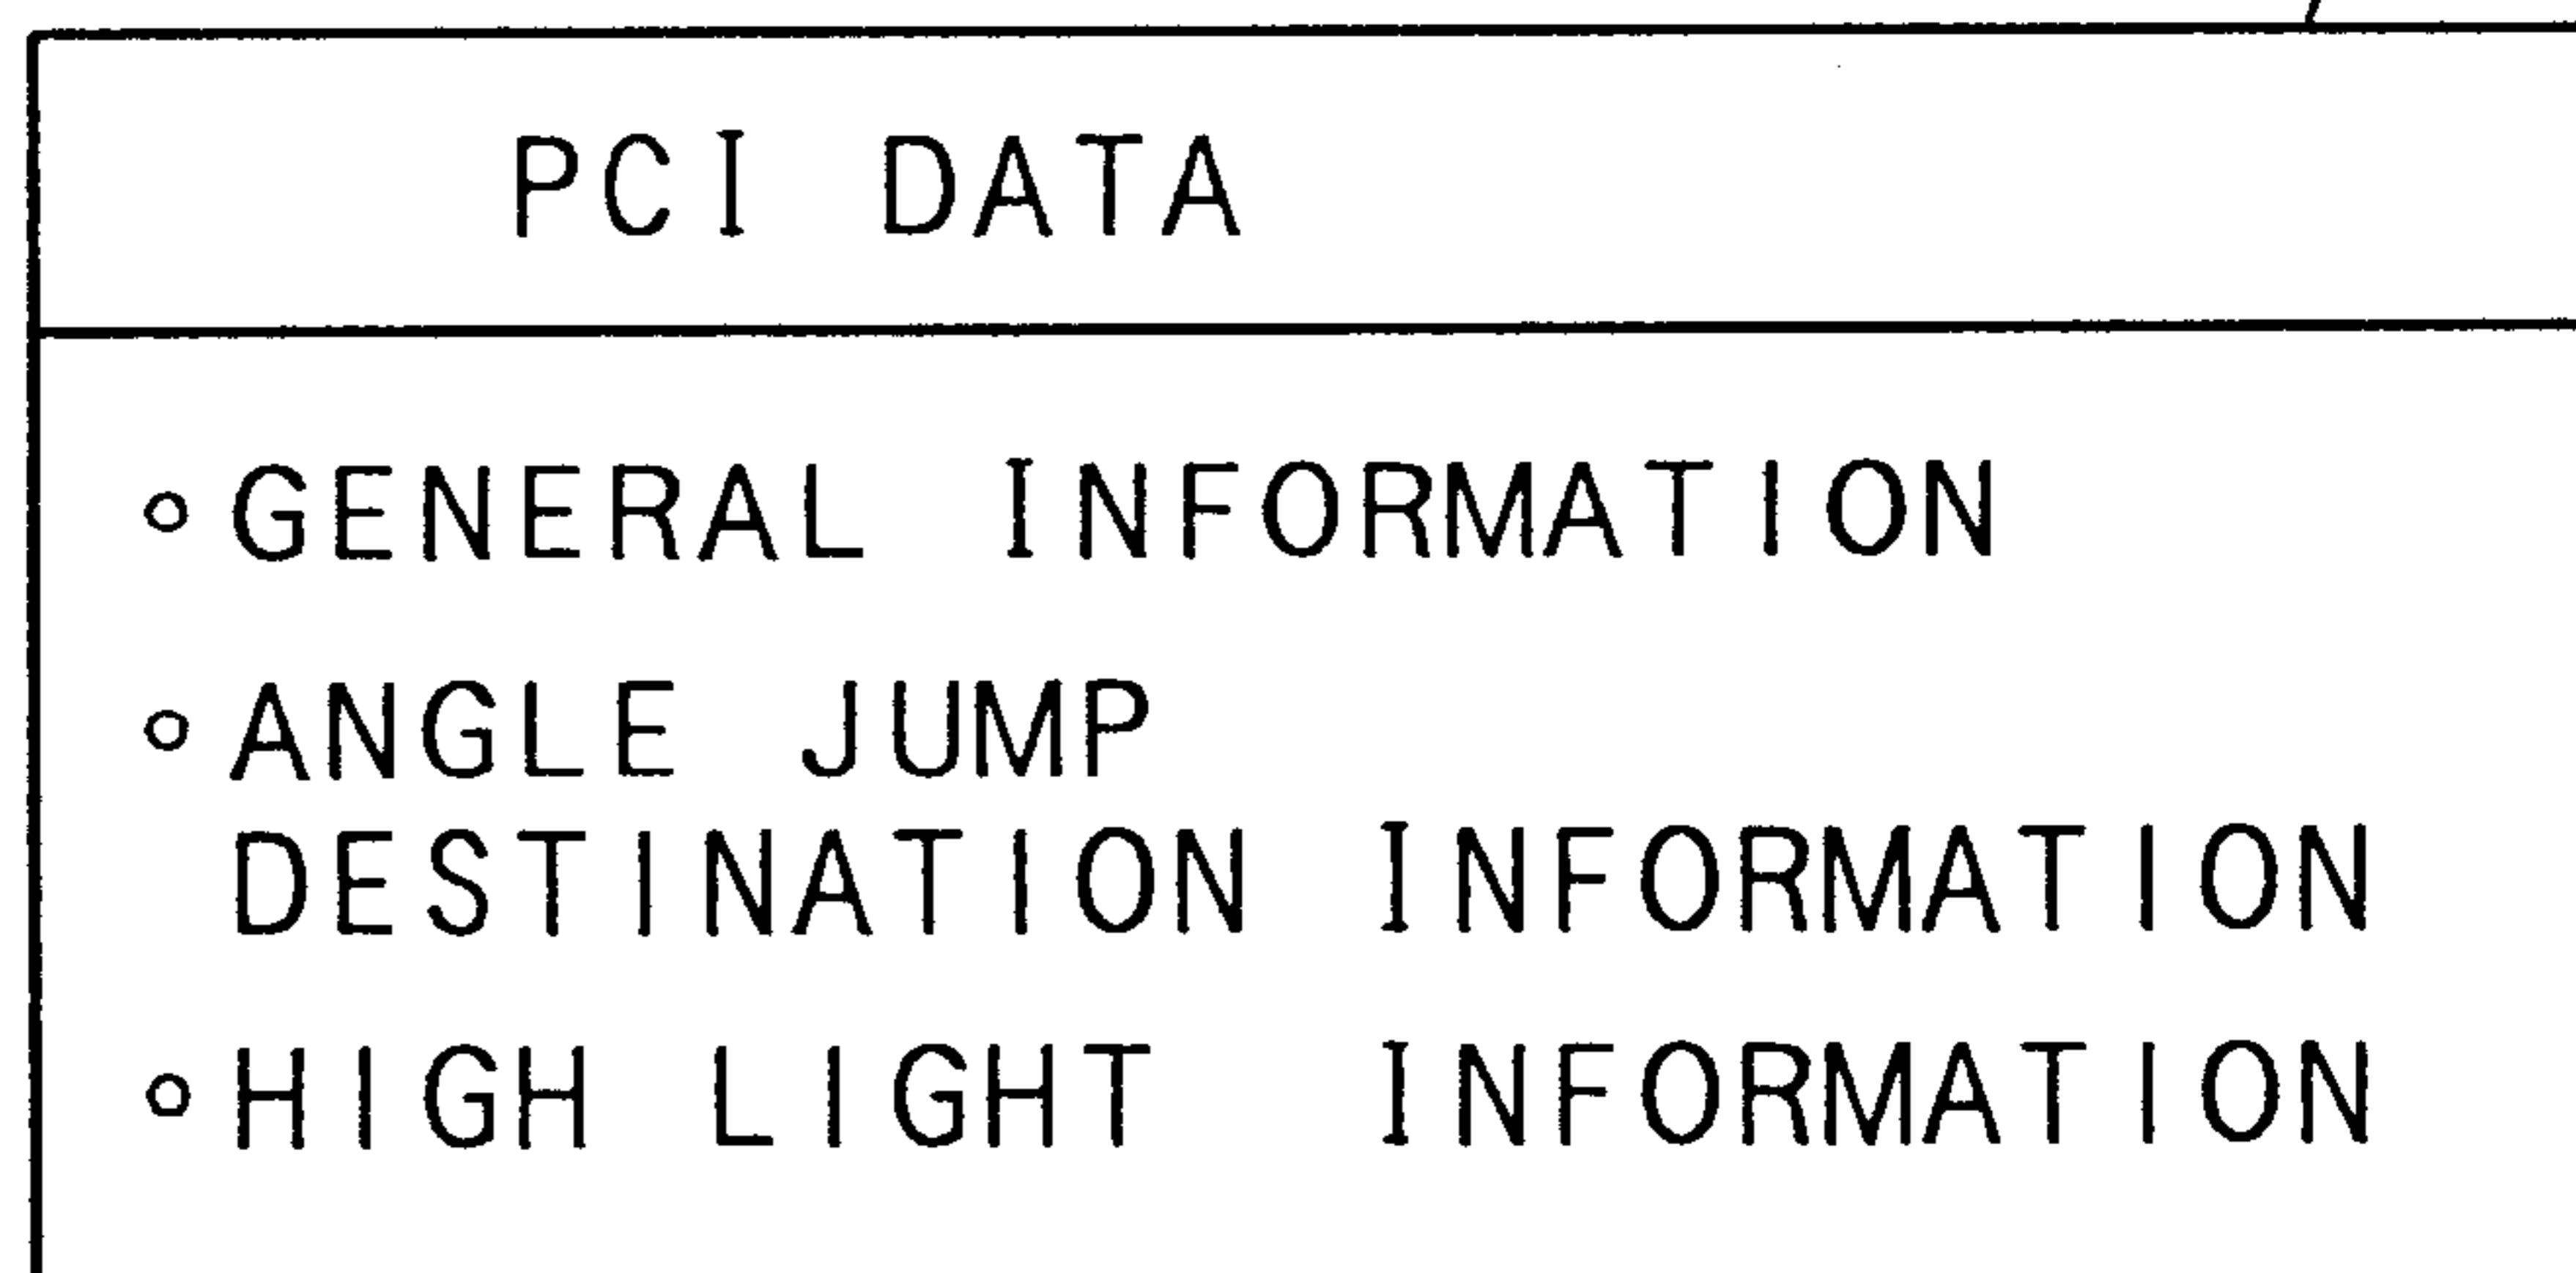 PCI DATA
○GENERAL INFORMATION
○ANGLE JUMP
DESTINATION INFORMATION
○HIGH LIGHT INFORMATION